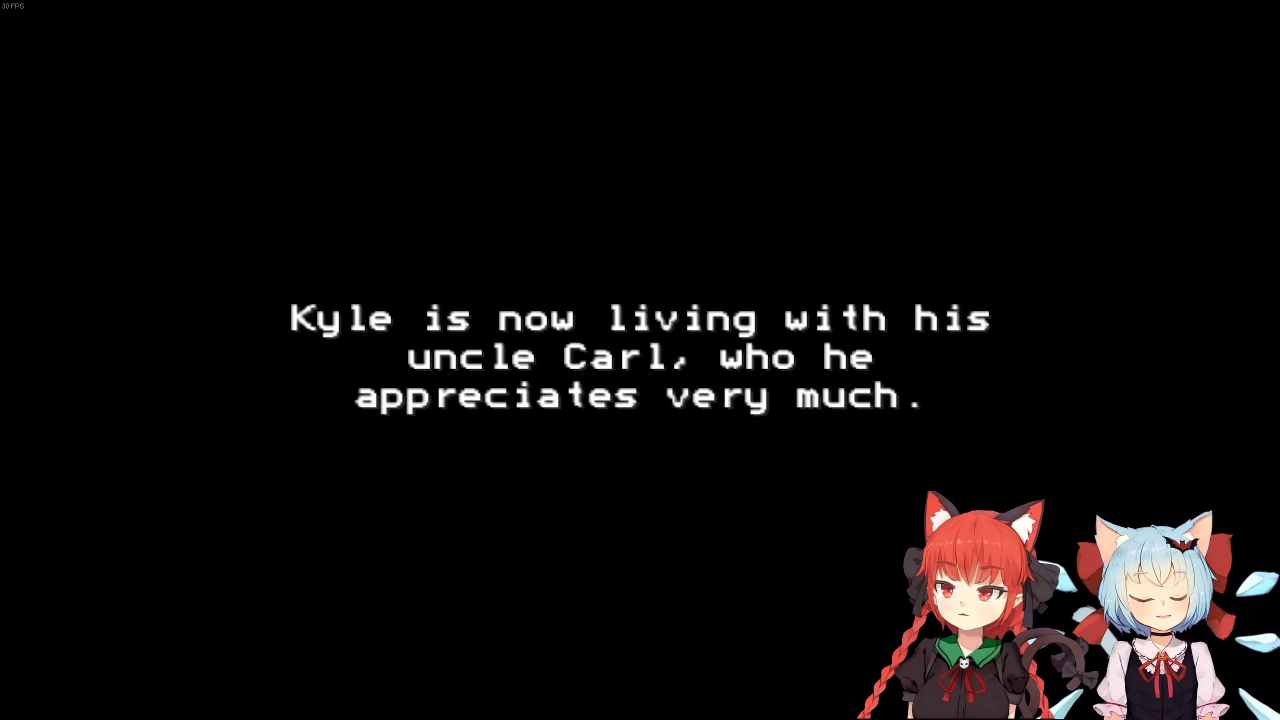 30 FPS
Kyle is now living with his
uncle Carl, who he
appreciates very much.